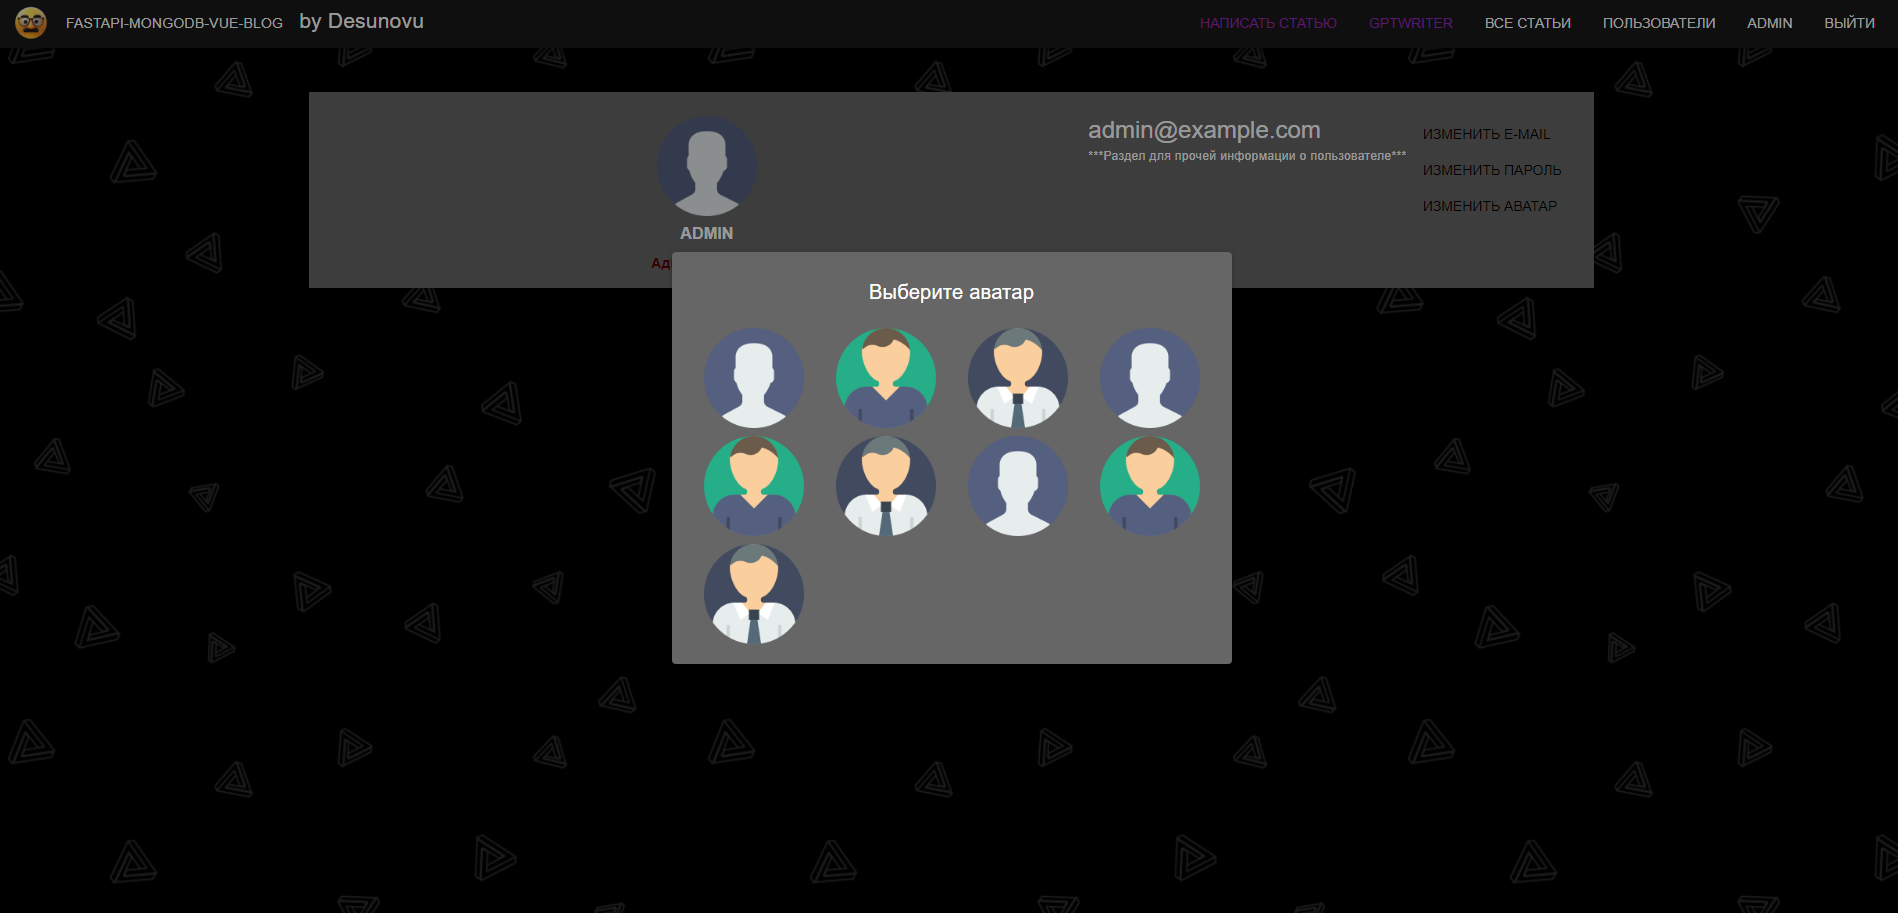 FASTAPI-MONGODB-VUE-BLOG by Desunovu НАПИСАТЬ СТАТЬЮ GPTWRITER ВСЕ СТАТЬИ ПОЛЬЗОВАТЕЛИ ADMIN ВЫЙТИ
admin@example.com
***Раздел для прочей информации о пользователе***
ИЗМЕНИТЬ E-MAIL
ИЗМЕНИТЬ ПАРОЛЬ
ИЗМЕНИТЬ АВАТАР
ADMIN
Ад
Выберите аватар